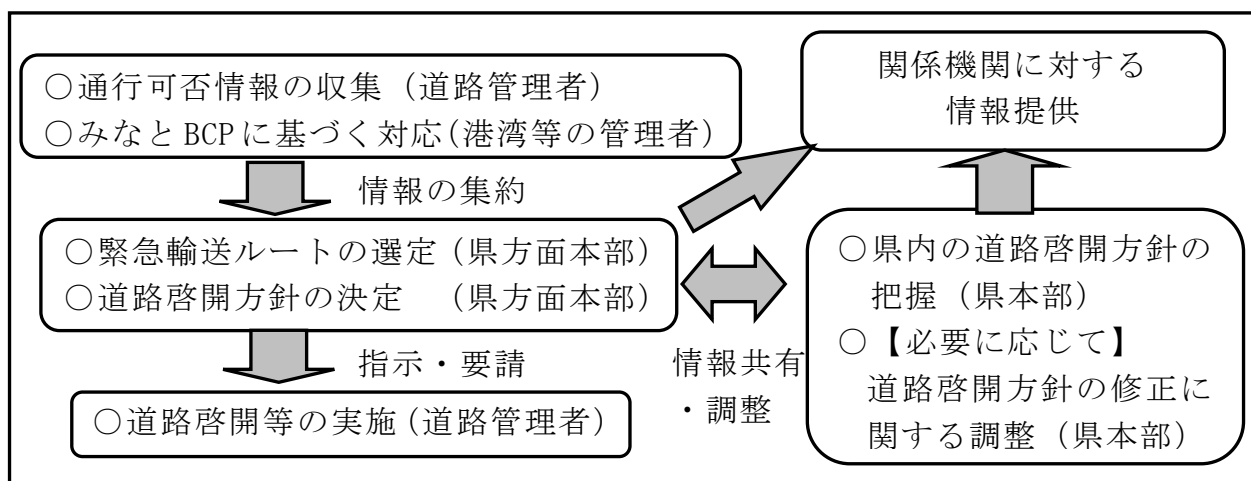 ○通行可否情報の収集（道路管理者）
○みなとBCPに基づく対応(港湾等の管理者)
情報の集約
○緊急輸送ルートの選定（県方面本部）
○道路啓開方針の決定　（県方面本部）
指示・要請
○道路啓開等の実施（道路管理者）
情報共有
・調整
関係機関に対する
情報提供
○県内の道路啓開方針の
把握（県本部）
○【必要に応じて】
道路啓開方針の修正に
関する調整（県本部）